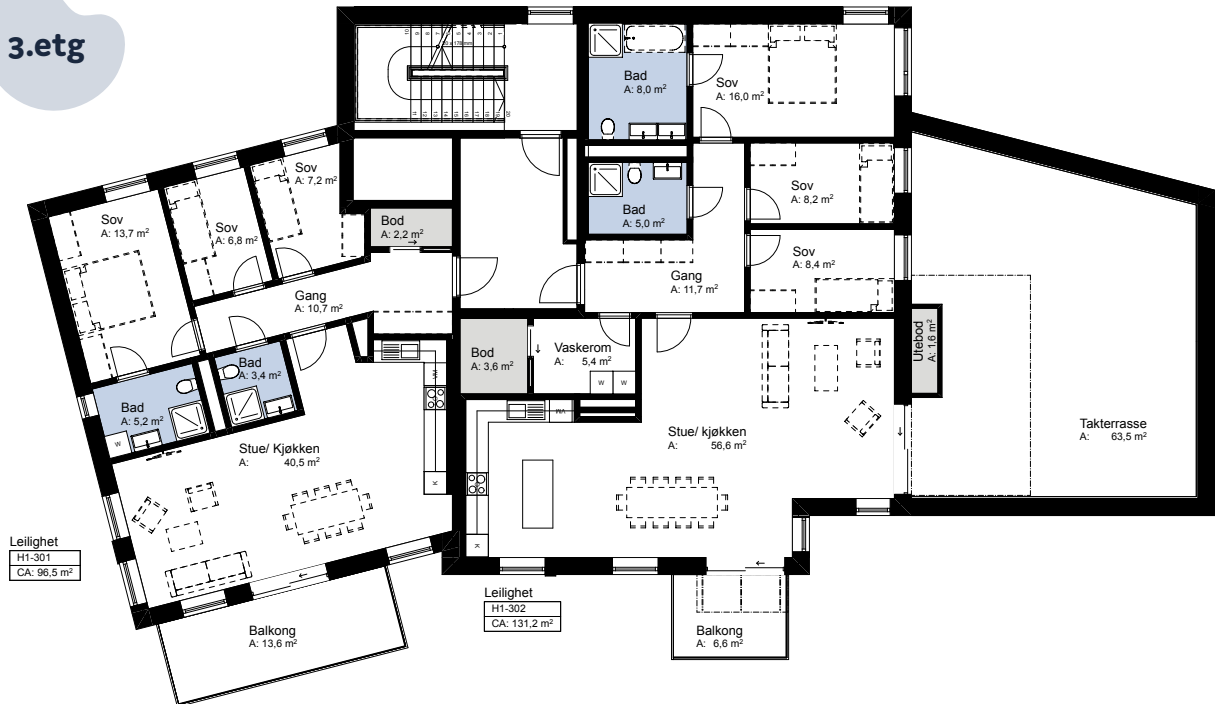 3.etg
Bad
A: 8,0 m²
Sov
A: 16,0 m²
Sov
A: 7,2 m²
Sov
A: 13,7 m²
Sov
A: 6,8 m²
Bod
A: 2,2 m²
Bad
A: 5,0 m²
Sov
A: 8,2 m²
Sov
A: 8,4 m²
Gang
A: 10,7 m²
Gang
A: 11,7 m²
Bod
A: 3,6 m²
Vaskerom
A: 5,4 m²
W W
Utebod
A: 1,6 m²
Bad
A: 3,4 m²
Bad
A: 5,2 m²
W
VM
VM
K
K
Stue/ Kjøkken
A: 40,5 m²
Stue/ kjøkken
A: 56,6 m²
Takterrasse
A: 63,5 m²
Leilighet
H1-301
CA: 96,5 m²
Leilighet
H1-302
CA: 131,2 m²
Balkong
A: 13,6 m²
Balkong
A: 6,6 m²